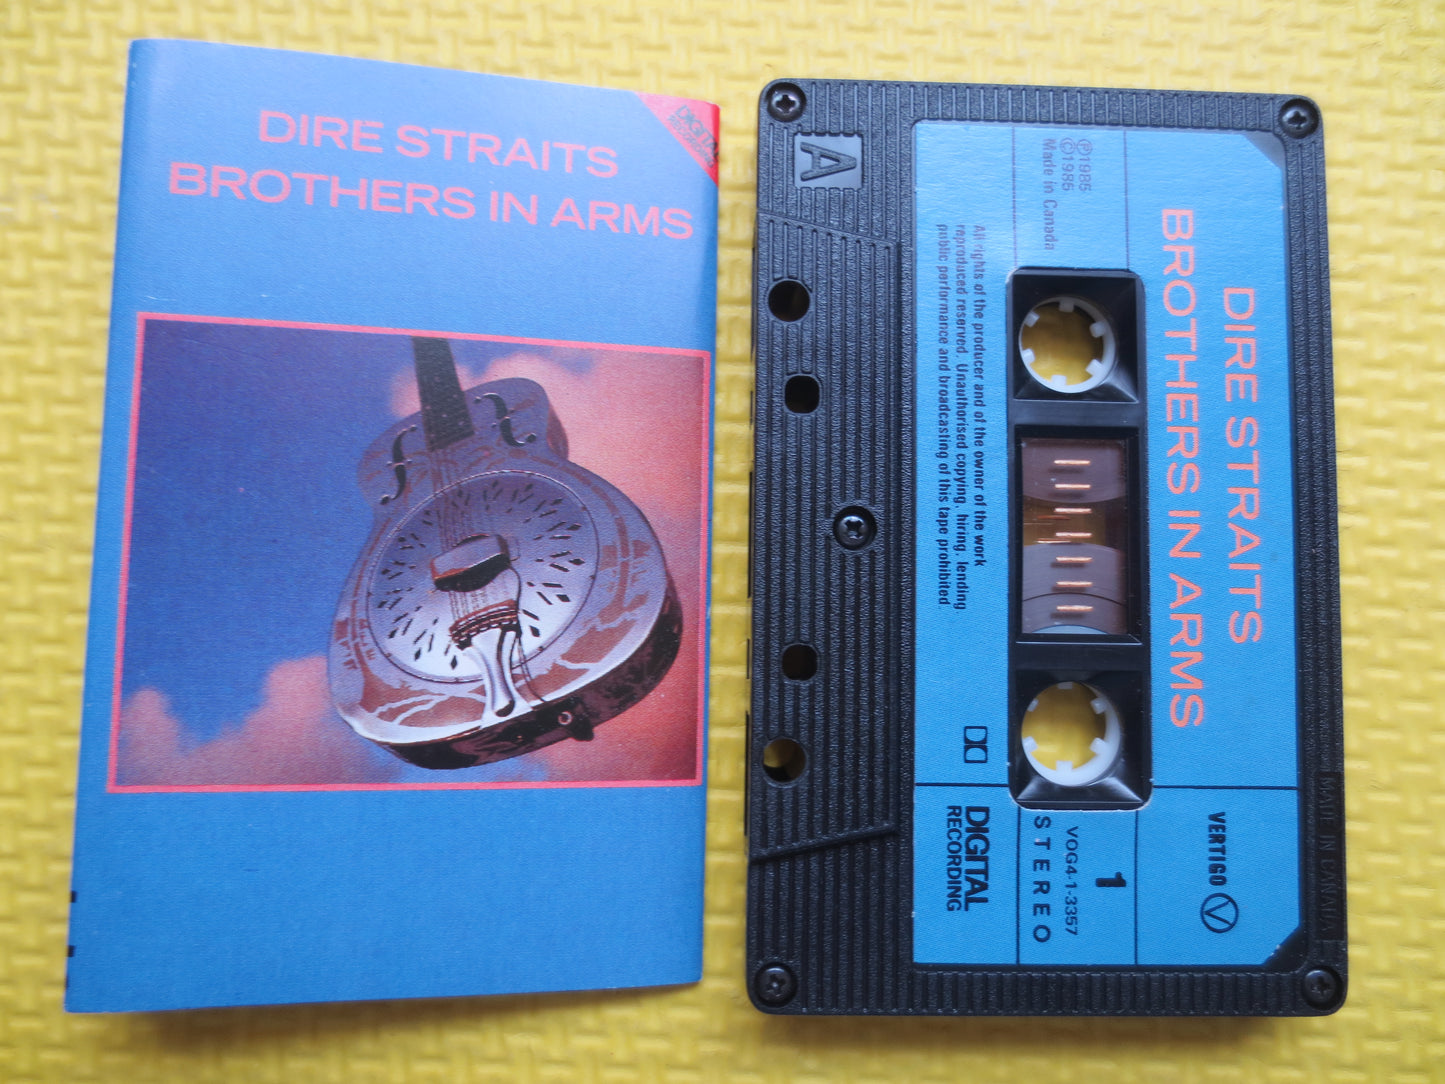 DIRE STRAITS
BROTHERS IN ARMS
DIGITAL
RECORDING
A
DIRE STRAITS
BROTHERS IN ARMS
℗1985
©1985
Made in Canada
All rights of the producer and of the owner of the work
reproduced reserved. Unauthorised copying, hiring, lending
public performance and broadcasting of this tape prohibited
VERTIGO
V
1
VOG4-1-3357
STEREO
DIGITAL
RECORDING
MADE IN CANADA